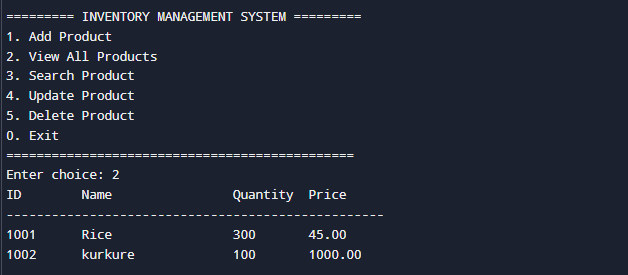 ========= INVENTORY MANAGEMENT SYSTEM =========
1. Add Product
2. View All Products
3. Search Product
4. Update Product
5. Delete Product
0. Exit
==============================================
Enter choice: 2
ID        Name                Quantity  Price
--------------------------------------------------
1001      Rice                300       45.00
1002      kurkure             100       1000.00